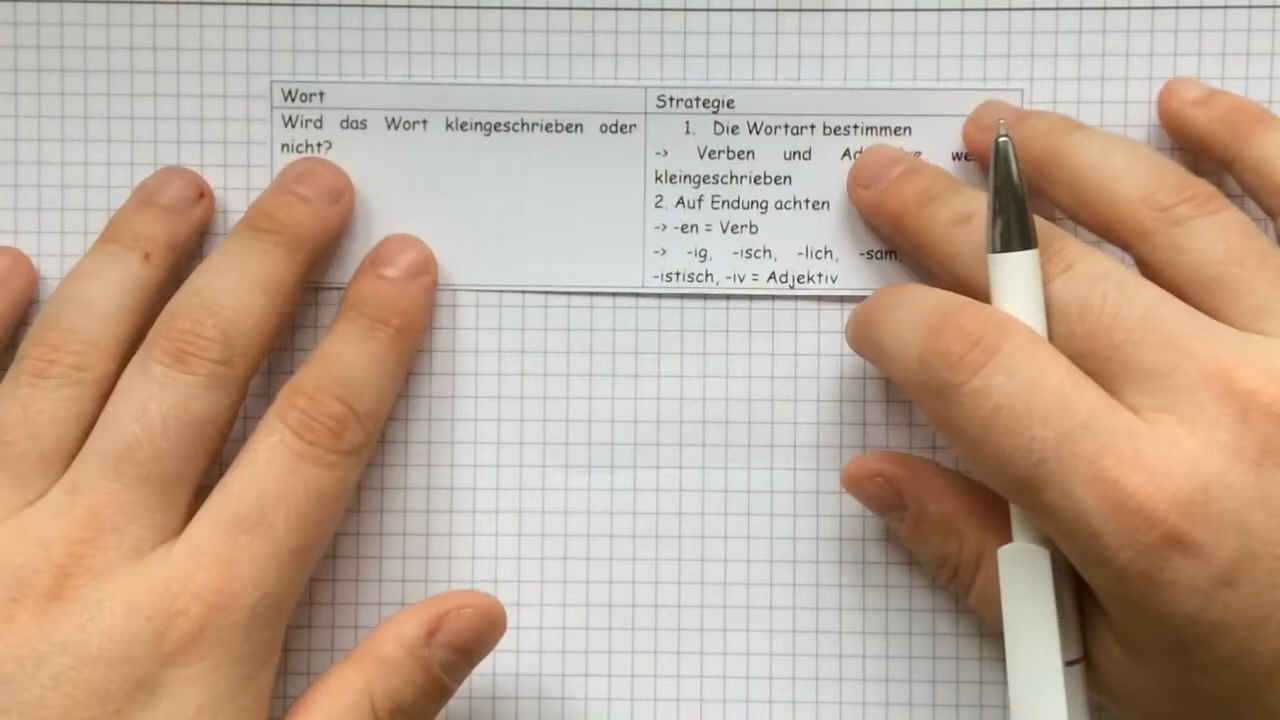 Wort
Wird das Wort kleingeschrieben oder
nicht?
Strategie
1. Die Wortart bestimmen
-> Verben und
kleingeschrieben
2. Auf Endung achten
-> -en = Verb
-> -ig, -isch, -lich, -sam,
-istisch, -iv = Adjektiv